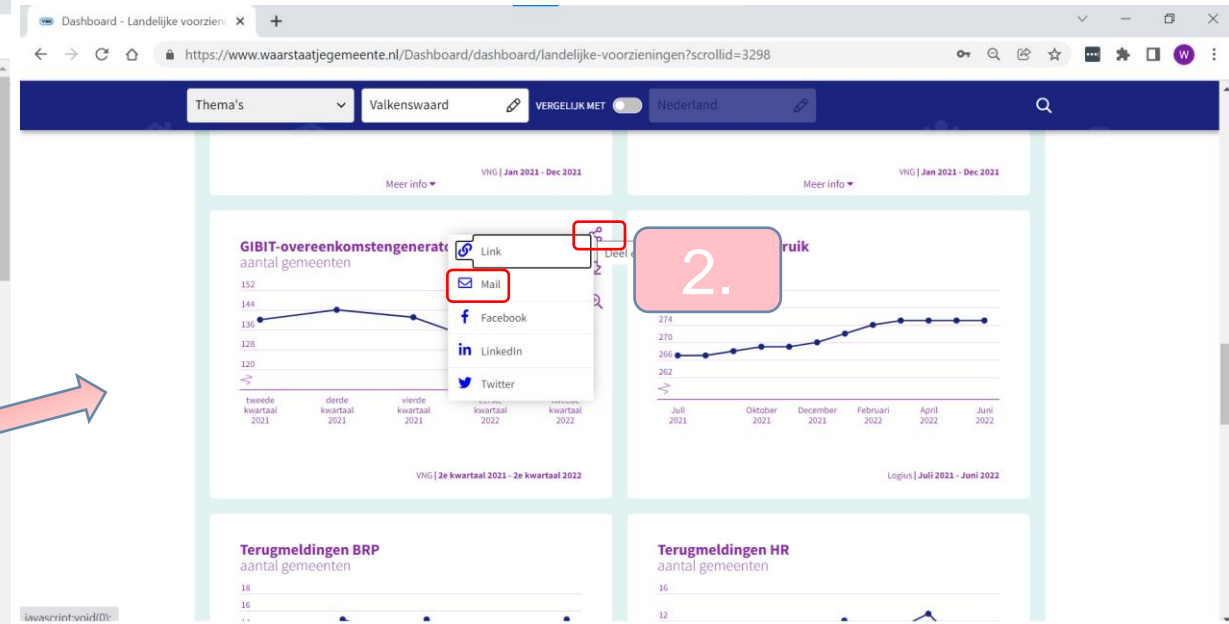 Dashboard - Landelijke voorzieni
https://www.waarstaatjegemeente.nl/Dashboard/dashboard/landelijke-voorzieningen?scrollid=3298
W
Thema's
Valkenswaard
VERGELIJK MET
Nederland
VNG | Jan 2021 - Dec 2021
Meer info
VNG | Jan 2021 - Dec 2021
Meer info
GIBIT-overeenkomstengenerato
aantal gemeenten
152
144
136
128
120
tweede kwartaal 2021
derde kwartaal 2021
vierde kwartaal 2021
eerste kwartaal 2022
tweede kwartaal 2022
VNG | 2e kwartaal 2021 - 2e kwartaal 2022
Link
Mail
Facebook
LinkedIn
Twitter
Deel e
2.
ruik
274
270
266
262
Juli 2021
Oktober 2021
December 2021
Februari 2022
April 2022
Juni 2022
Logius | Juli 2021 - Juni 2022
Terugmeldingen BRP
aantal gemeenten
18
16
Terugmeldingen HR
aantal gemeenten
16
12
javascript:void(0);